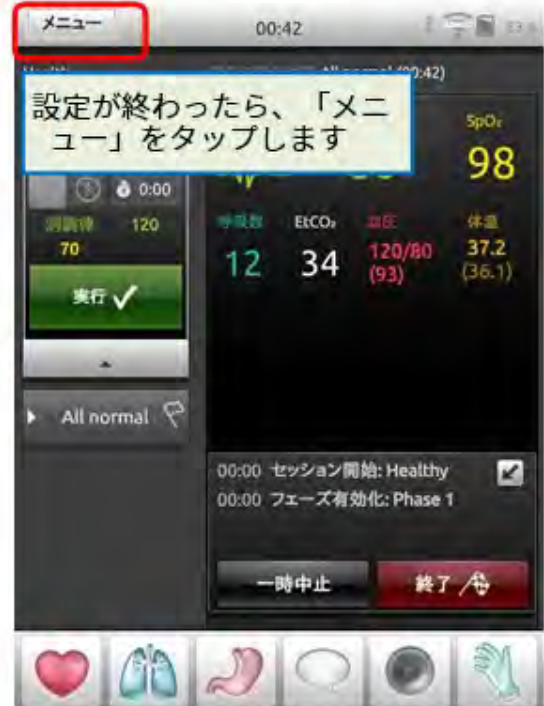 メニュー
00:42
設定が終わったら、「メニ
ュー」をタップします
SpO₂
98
0:00
120
70
呼吸数 EtCO₂ 血圧 体温
12 34 120/80 37.2
(93) (36.1)
実行
All normal
00:00 セッション開始: Healthy
00:00 フェーズ有効化: Phase 1
一時中止 終了